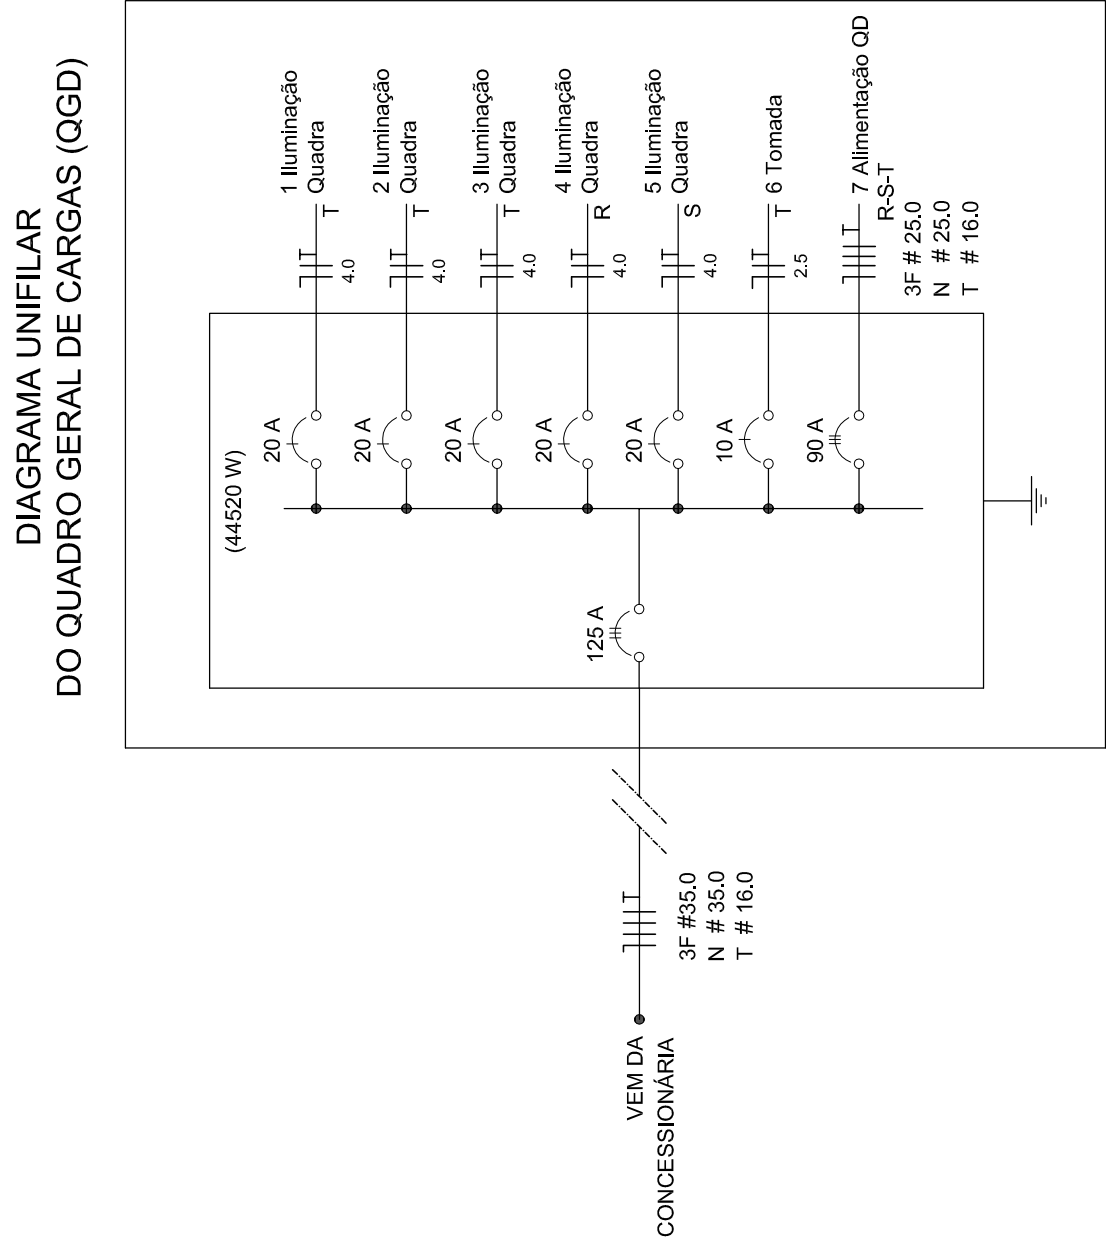 DIAGRAMA UNIFILAR
DO QUADRO GERAL DE CARGAS (QGD)
(44520 W)
VEM DA
CONCESSIONÁRIA
3F #35.0
N # 35.0
T # 16.0
T
125 A
20 A
T
4.0
T
1 Iluminação
Quadra
20 A
T
4.0
T
2 Iluminação
Quadra
20 A
T
4.0
T
3 Iluminação
Quadra
20 A
T
4.0
R
4 Iluminação
Quadra
20 A
T
4.0
S
5 Iluminação
Quadra
10 A
T
2.5
T
6 Tomada
90 A
T
7 Alimentação QD
R-S-T
3F # 25.0
N # 25.0
T # 16.0